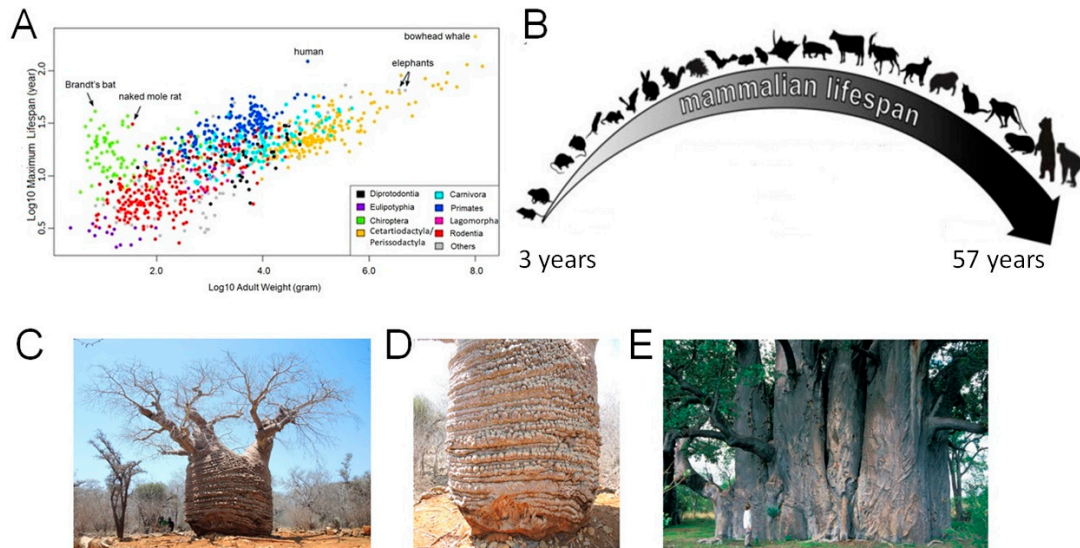 A
Log10 Maximum Lifespan (year)
2.0
1.5
1.0
0.5
bowhead whale
human
elephants
Brandt's bat
naked mole rat
Diprotodontia
Eulipotyphia
Chiroptera
Cetartiodactyla/
Perissodactyla
Carnivora
Primates
Lagomorpha
Rodentia
Others
2.0 4.0 6.0 8.0
Log10 Adult Weight (gram)
B
mammalian lifespan
3 years
57 years
C
D
E